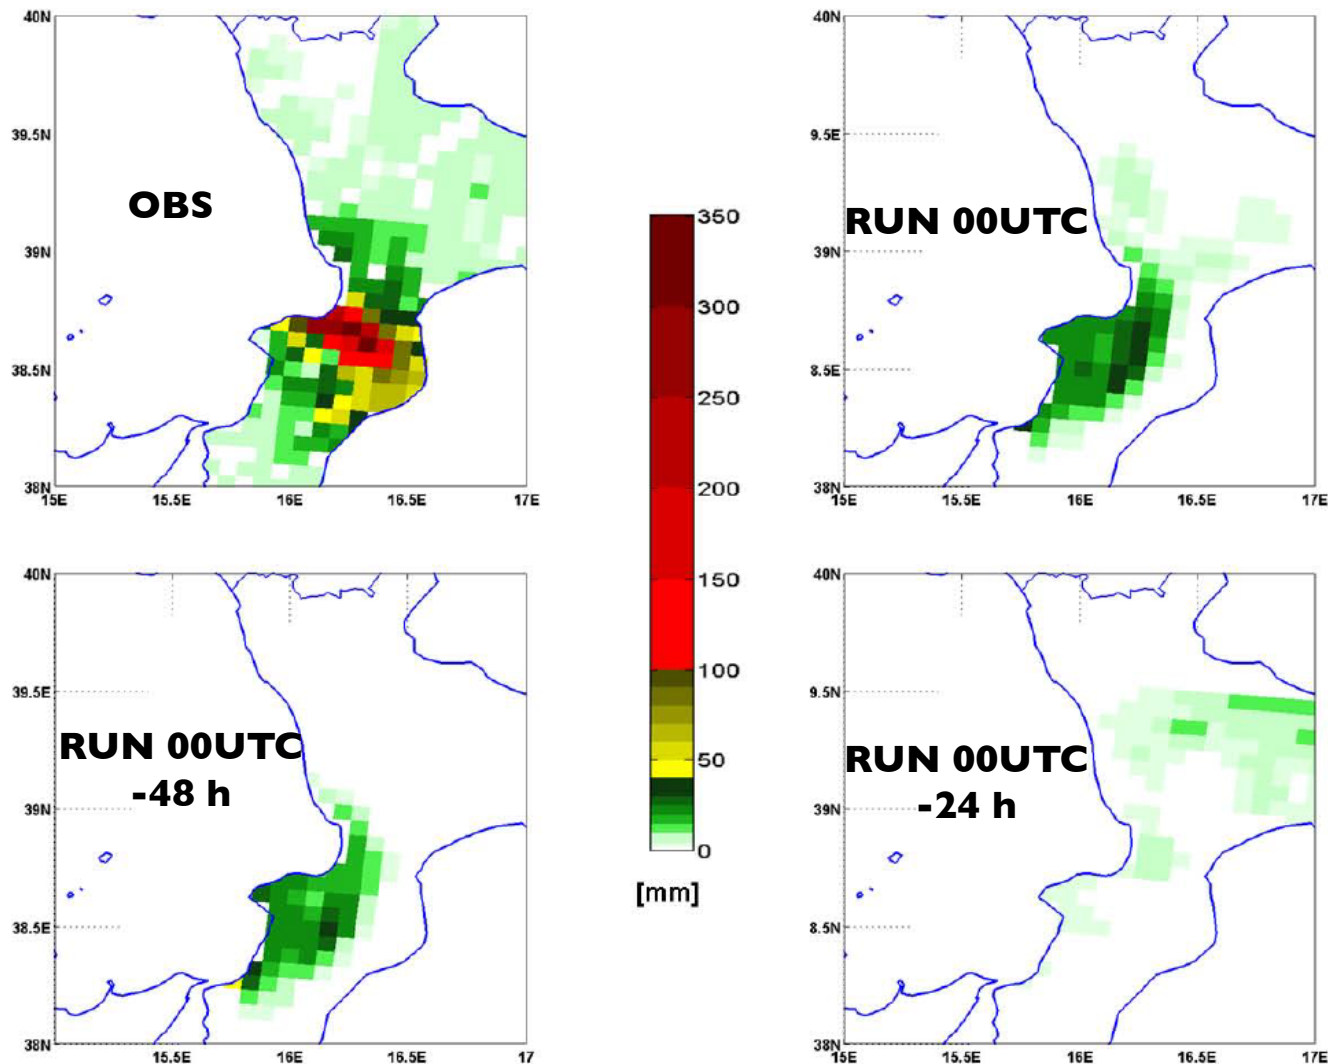 40N
39.5N
39N
38.5N
38N
15E 15.5E 16E 16.5E 17E
OBS
350
300
250
200
150
100
50
0
[mm]
40N
9.5E
39N
8.5E
38N
15E 15.5E 16E 16.5E 17E
RUN 00UTC
40N
39.5E
39N
38.5E
38N
15.5E 16E 16.5E 17
RUN 00UTC
-48 h
40N
9.5N
39N
8.5E
38N
15.5E 16E 16.5E 17E
RUN 00UTC
-24 h